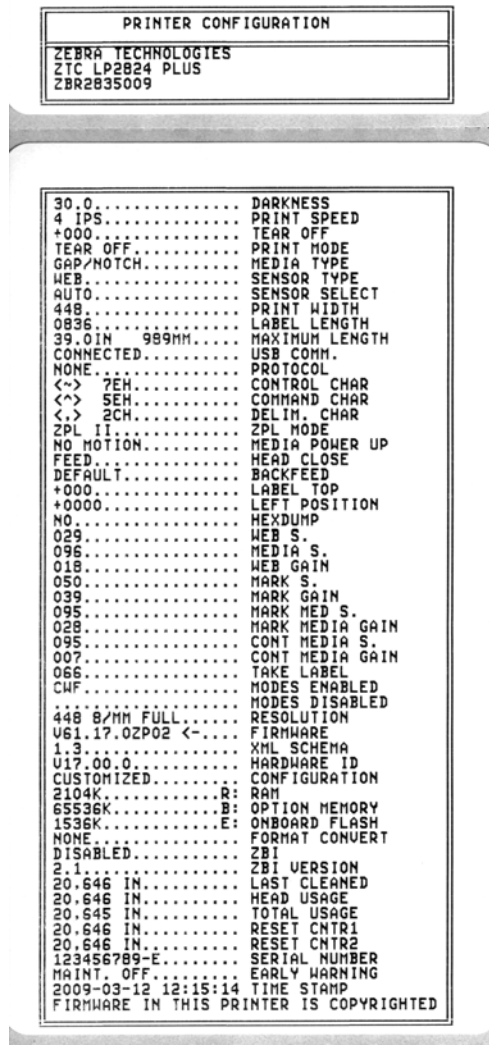 PRINTER CONFIGURATION
ZEBRA TECHNOLOGIES
ZTC LP2824 PLUS
ZBR2835009
30.0............... DARKNESS
4 IPS.............. PRINT SPEED
+000............... TEAR OFF
TEAR OFF........... PRINT MODE
GAP/NOTCH.......... MEDIA TYPE
WEB................ SENSOR TYPE
AUTO............... SENSOR SELECT
448................ PRINT WIDTH
0836............... LABEL LENGTH
39.0IN   989MM..... MAXIMUM LENGTH
CONNECTED.......... USB COMM.
NONE............... PROTOCOL
<~>  7EH........... CONTROL CHAR
<^>  5EH........... COMMAND CHAR
<,>  2CH........... DELIM. CHAR
ZPL II............. ZPL MODE
NO MOTION.......... MEDIA POWER UP
FEED............... HEAD CLOSE
DEFAULT............ BACKFEED
+000............... LABEL TOP
+0000.............. LEFT POSITION
NO................. HEXDUMP
029................ WEB S.
096................ MEDIA S.
018................ WEB GAIN
050................ MARK S.
039................ MARK GAIN
095................ MARK MED S.
028................ MARK MEDIA GAIN
095................ CONT MEDIA S.
007................ CONT MEDIA GAIN
066................ TAKE LABEL
CWF................ MODES ENABLED
................... MODES DISABLED
448 8/MM FULL...... RESOLUTION
V61.17.0ZP02 <-.... FIRMWARE
1.3................ XML SCHEMA
V17.00.0........... HARDWARE ID
CUSTOMIZED......... CONFIGURATION
2104K............R: RAM
65536K...........B: OPTION MEMORY
1536K............E: ONBOARD FLASH
NONE............... FORMAT CONVERT
DISABLED........... ZBI
2.1................ ZBI VERSION
20.646 IN.......... LAST CLEANED
20.646 IN.......... HEAD USAGE
20.645 IN.......... TOTAL USAGE
20.646 IN.......... RESET CNTR1
20.646 IN.......... RESET CNTR2
123456789-E........ SERIAL NUMBER
MAINT. OFF......... EARLY WARNING
2009-03-12 12:15:14 TIME STAMP
FIRMWARE IN THIS PRINTER IS COPYRIGHTED